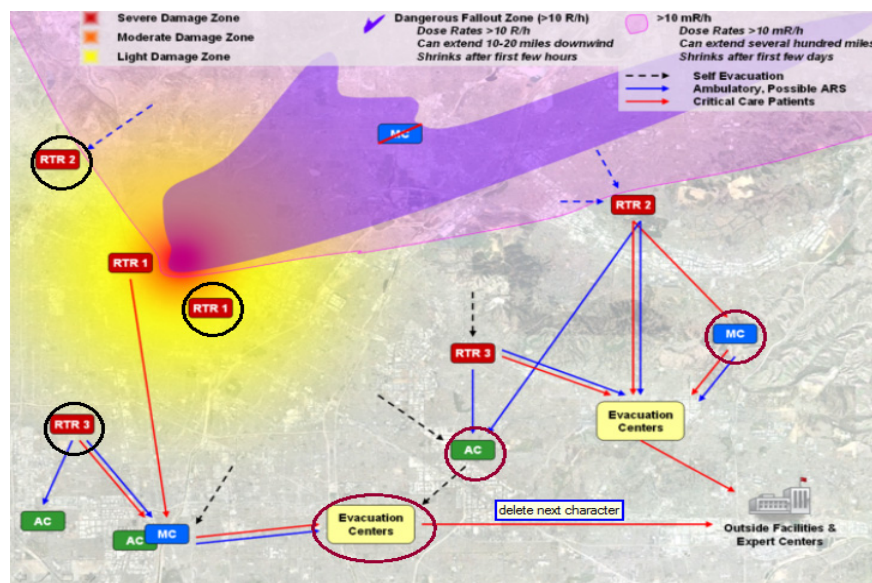 Severe Damage Zone
Moderate Damage Zone
Light Damage Zone
Dangerous Fallout Zone (>10 R/h)
Dose Rates >10 R/h
Can extend 10-20 miles downwind
Shrinks after first few hours
>10 mR/h
Dose Rates >10 mR/h
Can extend several hundred miles
Shrinks after first few days
Self Evacuation
Ambulatory, Possible ARS
Critical Care Patients
MC
RTR 2
RTR 2
RTR 1
RTR 1
MC
RTR 3
RTR 3
Evacuation
Centers
AC
AC
AC
MC
Evacuation
Centers
delete next character
Outside Facilities &
Expert Centers